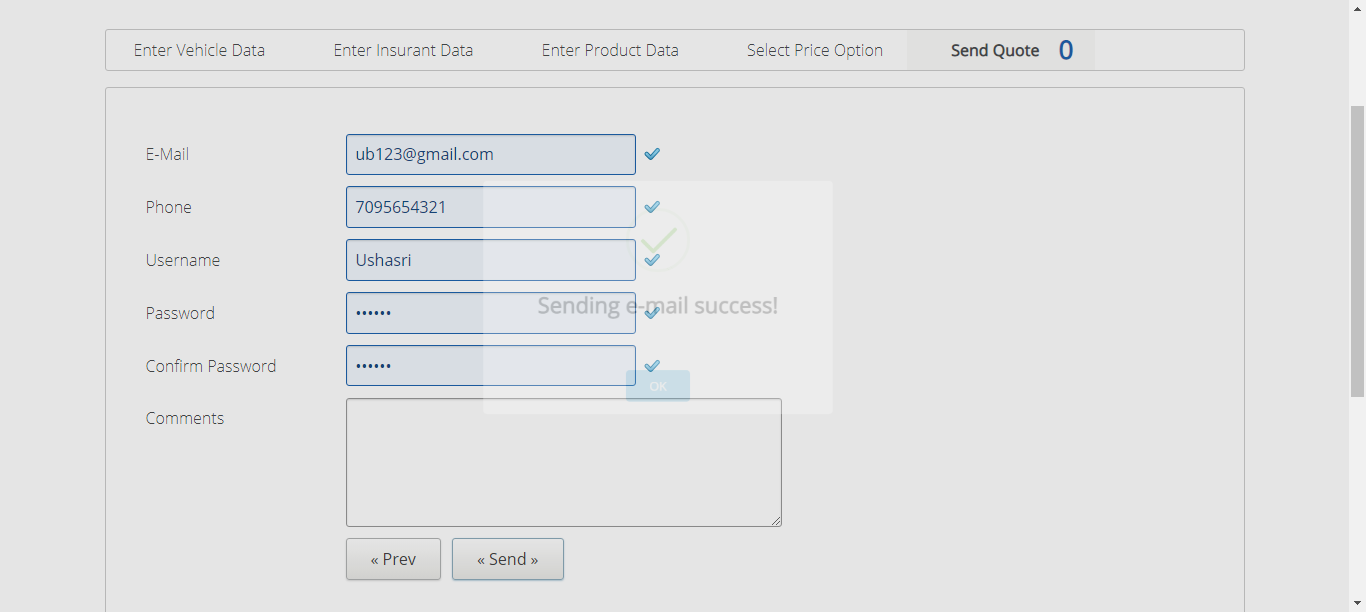 Enter Vehicle Data Enter Insurant Data Enter Product Data Select Price Option Send Quote 0
E-Mail ub123@gmail.com
Phone 7095654321
Username Ushasri
Sending e-mail success!
Password ••••••
Confirm Password ••••••
OK
Comments
« Prev « Send »